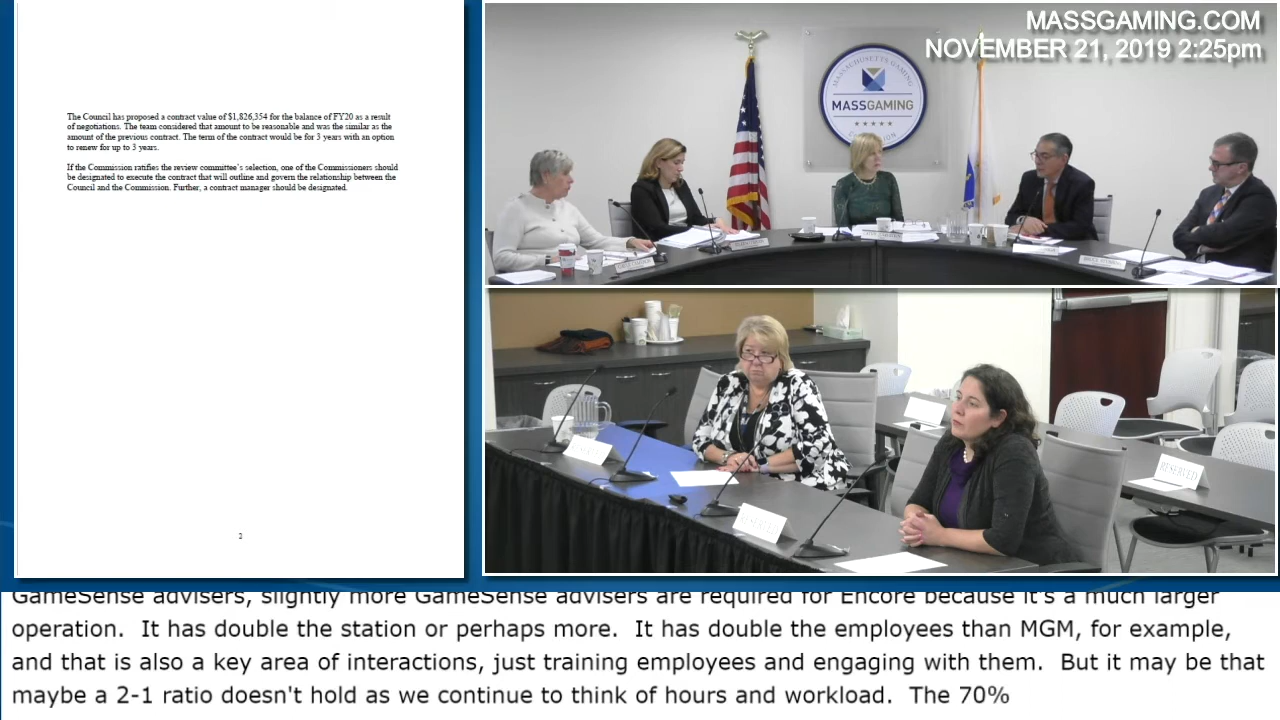 MASSGAMING.COM
NOVEMBER 21, 2019 2:25pm
The Council has proposed a contract value of $1,826,354 for the balance of FY20 as a result
of negotiations. The team considered that amount to be reasonable and was the similar as the
amount of the previous contract. The term of the contract would be for 3 years with an option
to renew for up to 3 years.
If the Commission ratifies the review committee's selection, one of the Commissioners should
be designated to execute the contract that will outline and govern the relationship between the
Council and the Commission. Further, a contract manager should be designated.
2
MASSACHUSETTS GAMING
MASSGAMING
RESERVED
RESERVED
RESERVED
GameSense advisers, slightly more GameSense advisers are required for Encore because it's a much larger
operation. It has double the station or perhaps more. It has double the employees than MGM, for example,
and that is also a key area of interactions, just training employees and engaging with them. But it may be that
maybe a 2-1 ratio doesn't hold as we continue to think of hours and workload. The 70%